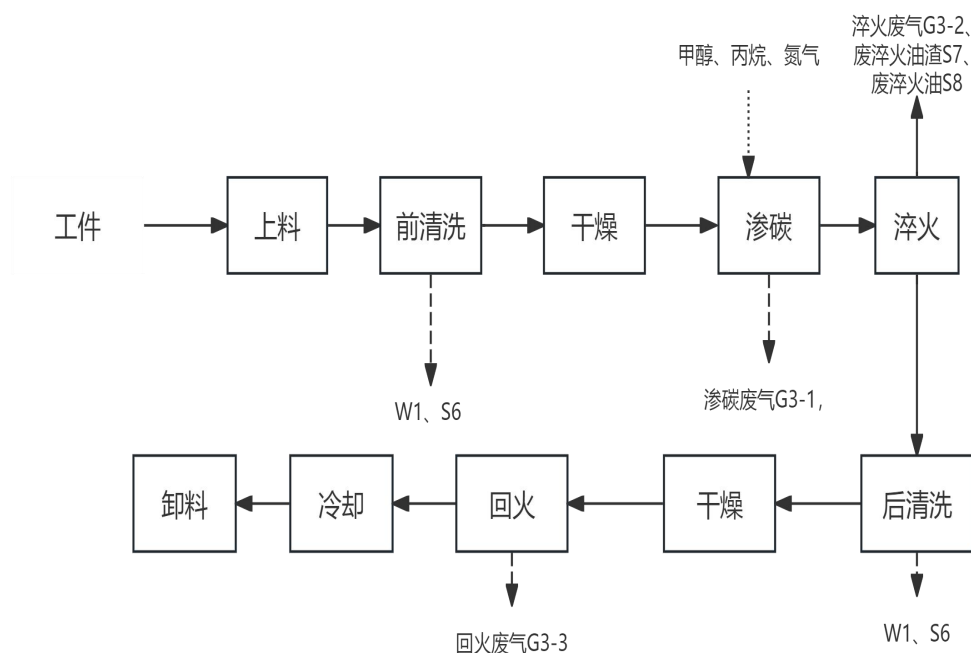 淬火废气G3-2、
废淬火油渣S7、
废淬火油S8
甲醇、丙烷、氮气
工件
上料
前清洗
干燥
渗碳
淬火
渗碳废气G3-1,
W1、S6
卸料
冷却
回火
干燥
后清洗
回火废气G3-3
W1、S6